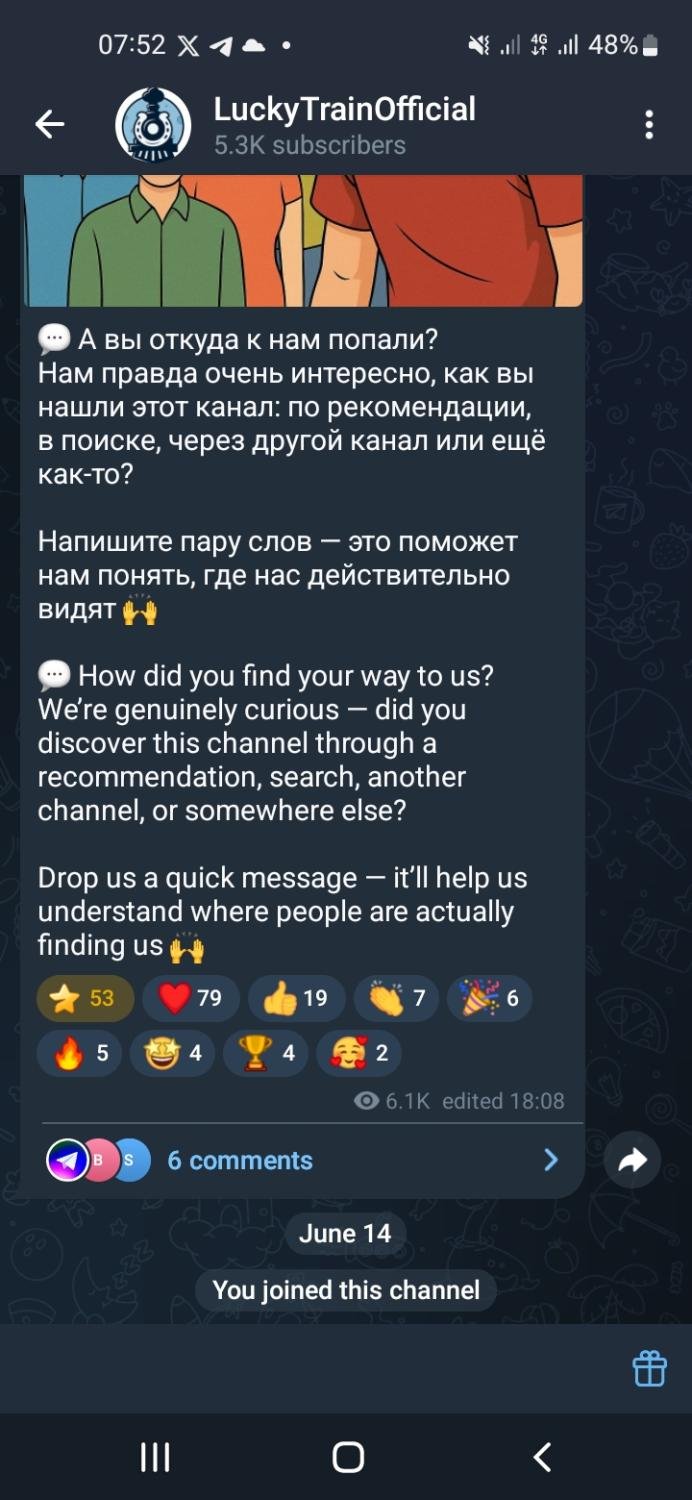 07:52
4G
48%
LuckyTrainOfficial
5.3K subscribers
💬 А вы откуда к нам попали?
Нам правда очень интересно, как вы
нашли этот канал: по рекомендации,
в поиске, через другой канал или ещё
как-то?
Напишите пару слов — это поможет
нам понять, где нас действительно
видят 🙌
💬 How did you find your way to us?
We’re genuinely curious — did you
discover this channel through a
recommendation, search, another
channel, or somewhere else?
Drop us a quick message — it’ll help us
understand where people are actually
finding us 🙌
⭐ 53 ❤️ 79 👍 19 👏 7 🎉 6
🔥 5 🤩 4 🏆 4 🥰 2
6.1K edited 18:08
B S 6 comments
June 14
You joined this channel